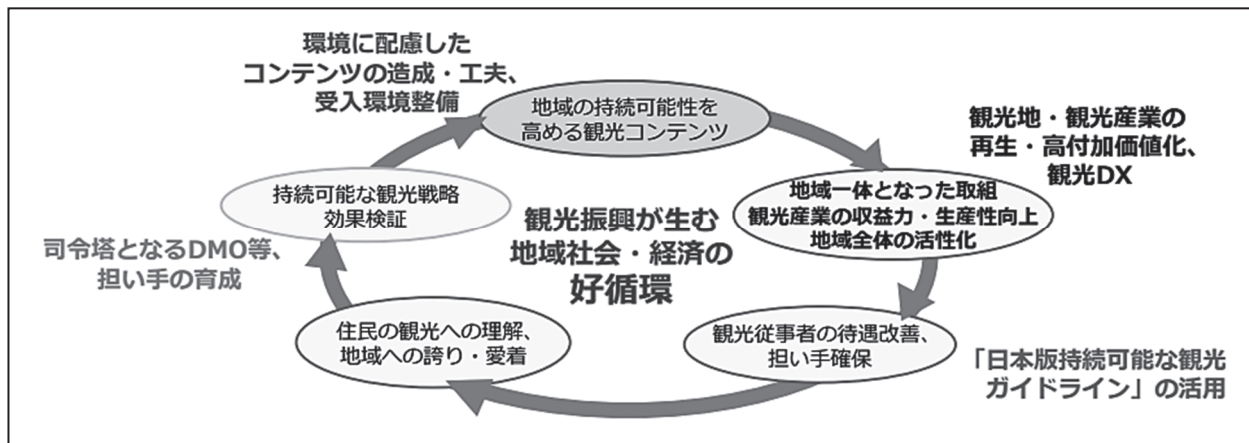 環境に配慮した
コンテンツの造成・工夫、
受入環境整備
地域の持続可能性を
高める観光コンテンツ
観光地・観光産業の
再生・高付加価値化、
観光DX
地域一体となった取組
観光産業の収益力・生産性向上
地域全体の活性化
持続可能な観光戦略
効果検証
観光振興が生む
地域社会・経済の
好循環
司令塔となるDMO等、
担い手の育成
住民の観光への理解、
地域への誇り・愛着
観光従事者の待遇改善、
担い手確保
「日本版持続可能な観光
ガイドライン」の活用